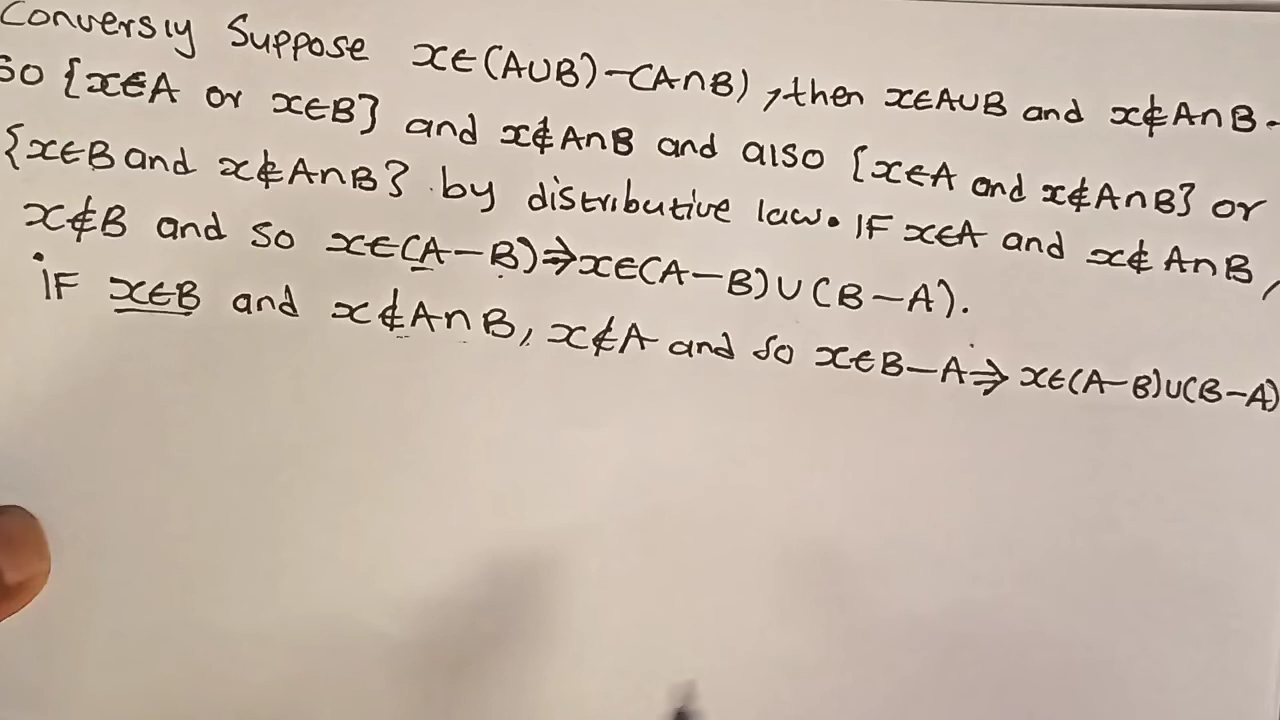 Conversly Suppose x∈(A∪B)-(A∩B), then x∈A∪B and x∉A∩B.
So {x∈A or x∈B} and x∉A∩B and also {x∈A and x∉A∩B} or
{x∈B and x∉A∩B} by distributive law. IF x∈A and x∉A∩B,
x∉B and so x∈(A-B)⇒x∈(A-B)∪(B-A).
IF x∈B and x∉A∩B, x∉A and so x∈B-A⇒x∈(A-B)∪(B-A)